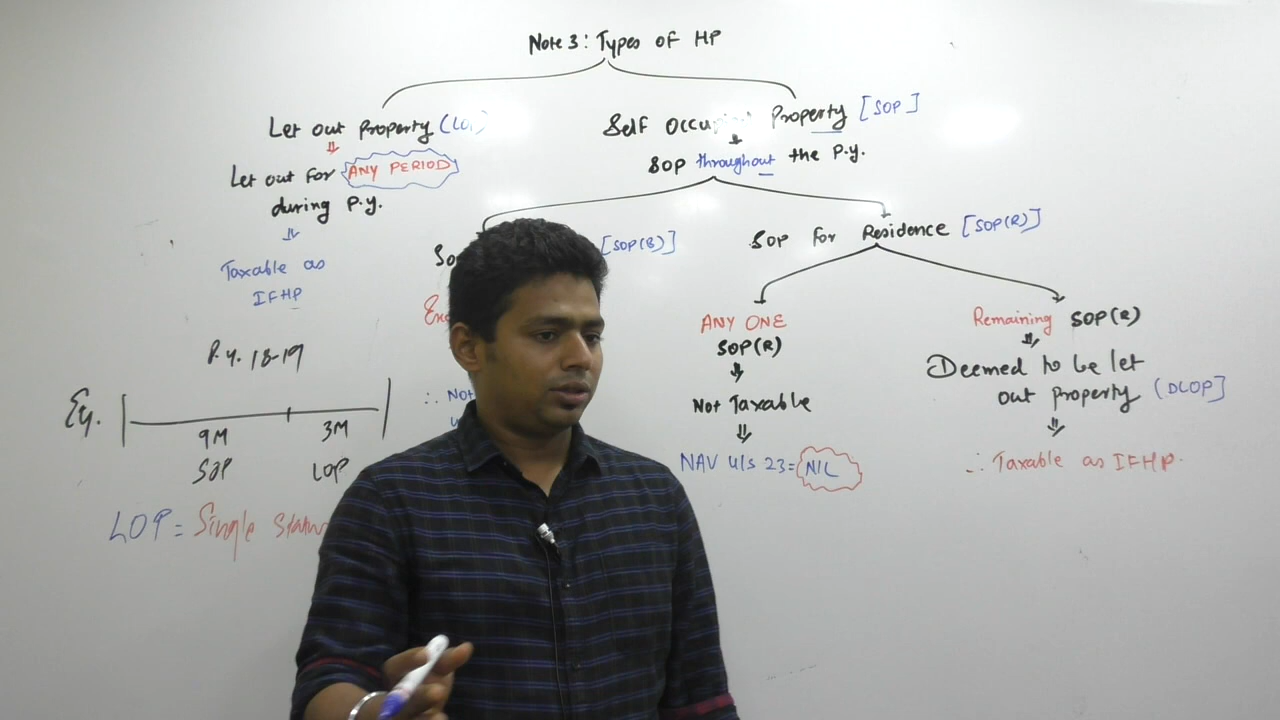 Note 3: Types of HP
Let out Property
Let out for ANY PERIOD
during P.y.
Taxable as
IFHP
P.y. 18-19
Eg.
9M
3M
SOP
LOP
LOP = Single
Self Property [SOP]
SOP throughout the P.y.
[SOP(B)]
∴ Not
SOP for Residence [SOP(R)]
ANY ONE
SOP(R)
Not Taxable
NAV u/s 23= NIL
Remaining SOP(R)
Deemed to be let
out property (DLOP]
∴ Taxable as IFHP.